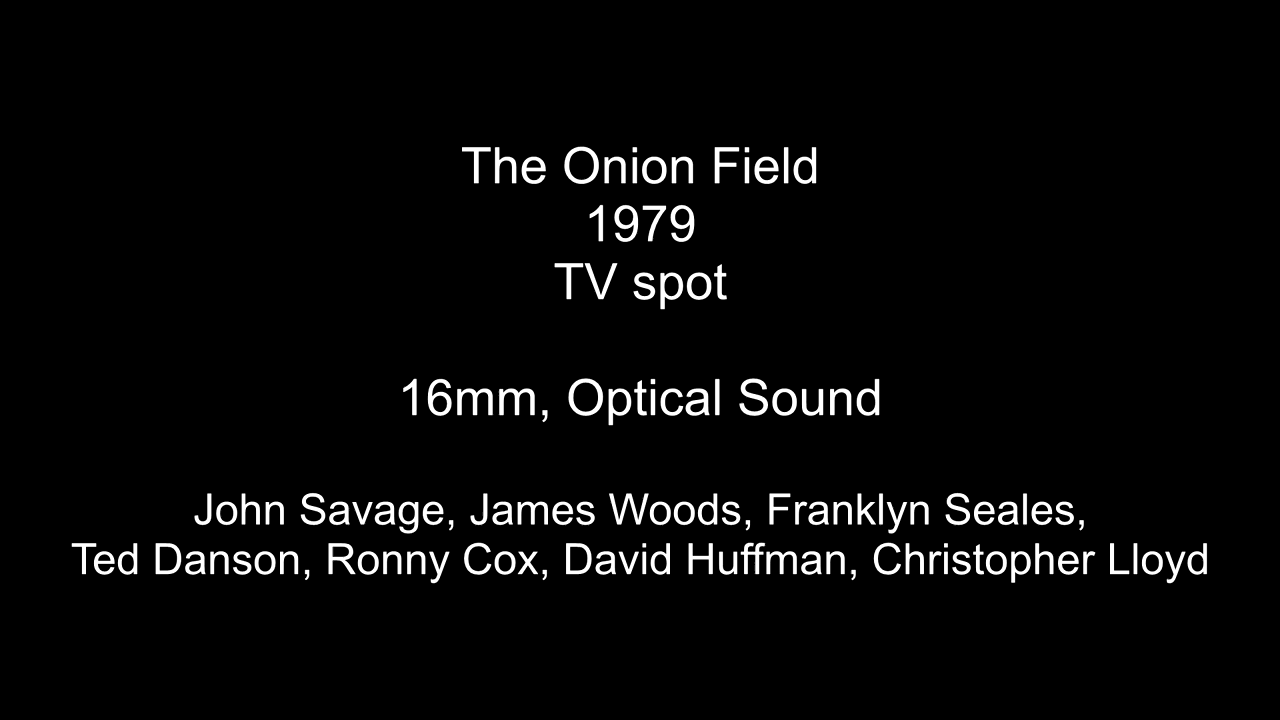 The Onion Field
1979
TV spot
16mm, Optical Sound
John Savage, James Woods, Franklyn Seales,
Ted Danson, Ronny Cox, David Huffman, Christopher Lloyd